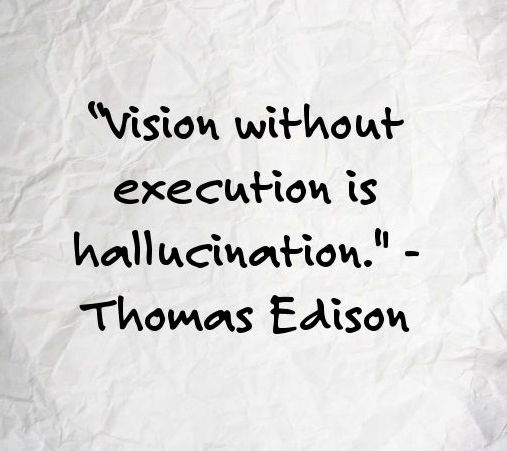 "Vision without
execution is
hallucination." -
Thomas Edison